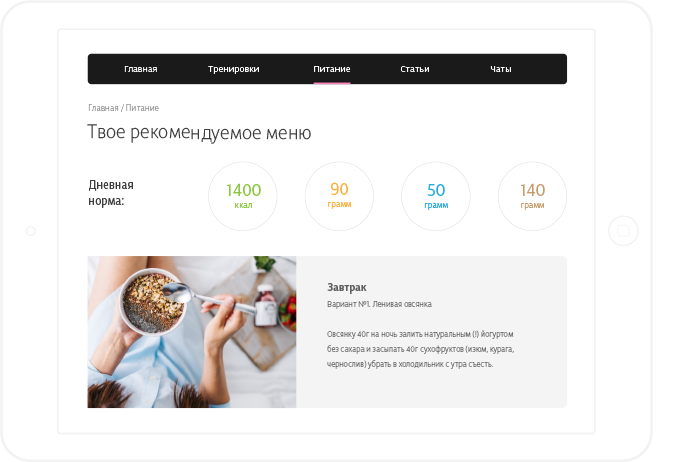 Главная Тренировки Питание Статьи Чаты
Главная / Питание
Твое рекомендуемое меню
Дневная
норма:
1400
ккал
90
грамм
50
грамм
140
грамм
Завтрак
Вариант №1. Ленивая овсянка
Овсянку 40г на ночь залить натуральным (!) йогуртом
без сахара и засыпать 40г сухофруктов (изюм, курага,
чернослив) убрать в холодильник с утра съесть.